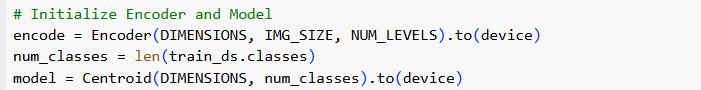 # Initialize Encoder and Model
encode = Encoder(DIMENSIONS, IMG_SIZE, NUM_LEVELS).to(device)
num_classes = len(train_ds.classes)
model = Centroid(DIMENSIONS, num_classes).to(device)